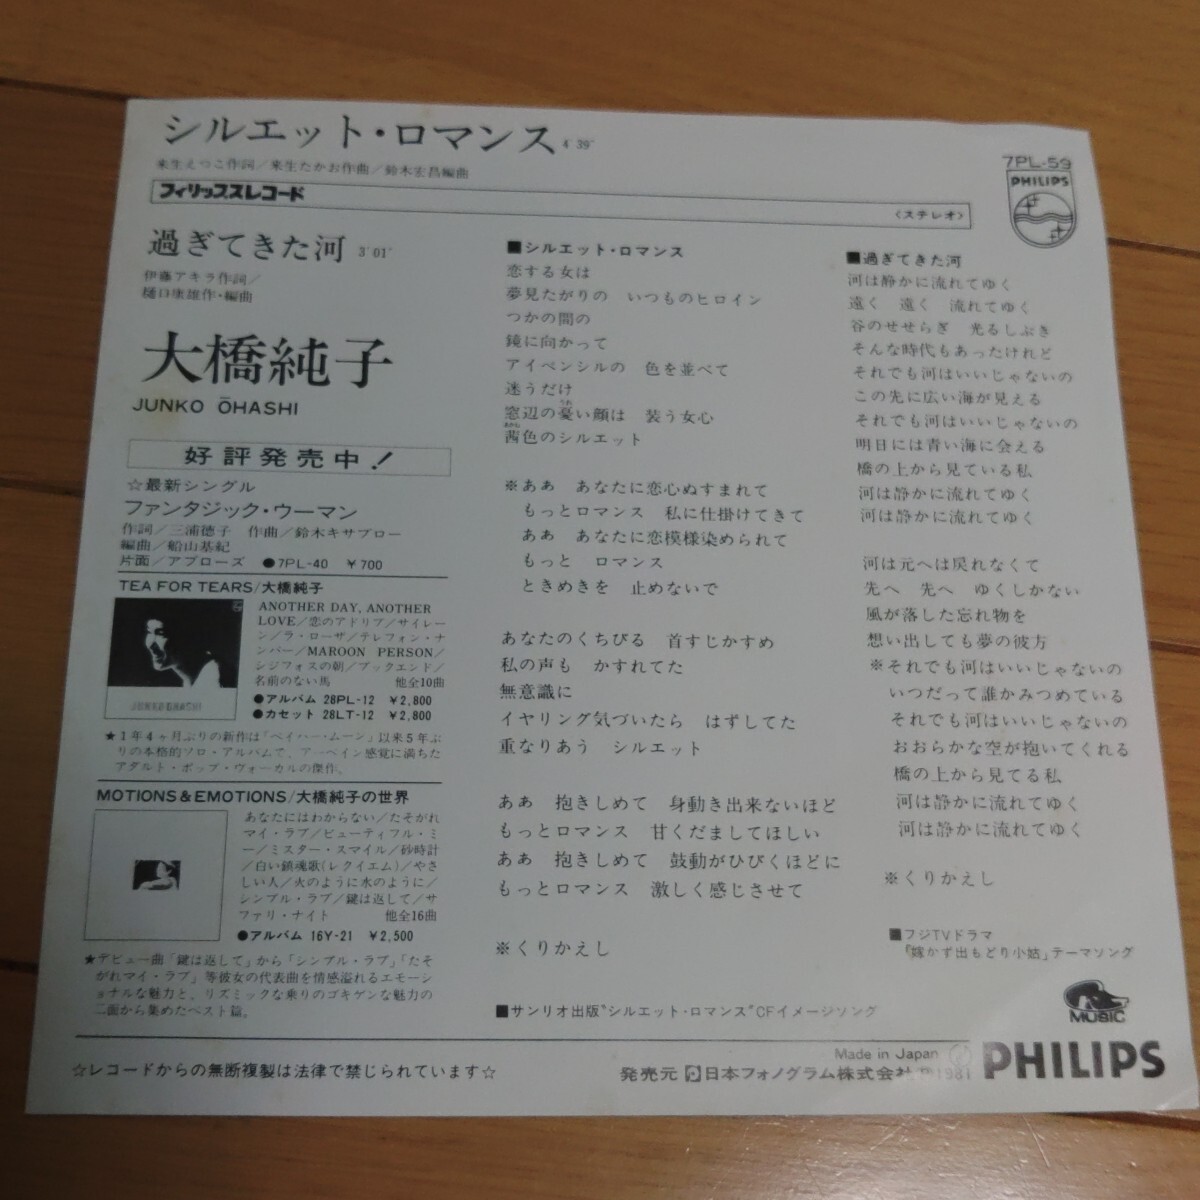 シルエット・ロマンス 4′39″
来生えつこ作詞／来生たかお作曲／鈴木宏昌編曲
7PL-59
PHILIPS
フィリップスレコード
〈ステレオ〉
過ぎてきた河 3′01″
伊藤アキラ作詞／
樋口康雄作・編曲
大橋純子
JUNKO ŌHASHI
好評発売中！
☆最新シングル
ファンタジック・ウーマン
作詞／三浦徳子 作曲／鈴木キサブロー
編曲／船山基紀
片面／アプローズ ●7PL-40 ￥700
TEA FOR TEARS/大橋純子
ANOTHER DAY, ANOTHER
LOVE／恋のアドリブ／サイレー
ン／ラ・ローザ／テレフォン・ナ
ンバー／MAROON PERSON／
シジフォスの朝／ブックエンド／
名前のない馬 他全10曲
●アルバム 28PL-12 ￥2,800
●カセット 28LT-12 ￥2,800
★1年4ヶ月ぶりの新作は「ペイパー・ムーン」以来5年ぶ
りの本格的ソロ・アルバムで、アーベイン感覚に満ちた
アダルト・ポップ・ヴォーカルの傑作。
MOTIONS & EMOTIONS/大橋純子の世界
あなたにはわからない／たそがれ
マイ・ラブ／ビューティフル・ミ
ー／ミスター・スマイル／砂時計
／白い鎮魂歌(レクイエム)／やさ
しい人／火のように水のように／
シンプル・ラブ／鍵は返して／サ
ファリ・ナイト 他全16曲
●アルバム 16Y-21 ￥2,500
★デビュー曲「鍵は返して」から「シンプル・ラブ」「たそ
がれマイ・ラブ」等彼女の代表曲を情感溢れるエモーシ
ョナルな魅力と、リズミックな乗りのゴキゲンな魅力の
二面から集めたベスト篇。
■シルエット・ロマンス
恋する女は
夢見たがりの いつものヒロイン
つかの間の
鏡に向かって
アイペンシルの 色を並べて
迷うだけ
窓辺の憂い顔は 装う女心
茜色のシルエット
※ああ あなたに恋心ぬすまれて
もっとロマンス 私に仕掛けてきて
ああ あなたに恋模様染められて
もっと ロマンス
ときめきを 止めないで
あなたのくちびる 首すじかすめ
私の声も かすれてた
無意識に
イヤリング気づいたら はずしてた
重なりあう シルエット
ああ 抱きしめて 身動き出来ないほど
もっとロマンス 甘くだましてほしい
ああ 抱きしめて 鼓動がひびくほどに
もっとロマンス 激しく感じさせて
※くりかえし
■サンリオ出版“シルエット・ロマンス”CFイメージソング
■過ぎてきた河
河は静かに流れてゆく
遠く 遠く 流れてゆく
谷のせせらぎ 光るしぶき
そんな時代もあったけれど
それでも河はいいじゃないの
この先に広い海が見える
それでも河はいいじゃないの
明日には青い海に会える
橋の上から見ている私
河は静かに流れてゆく
河は静かに流れてゆく
河は元へは戻れなくて
先へ 先へ ゆくしかない
風が落した忘れ物を
想い出しても夢の彼方
※それでも河はいいじゃないの
いつだって誰かみつめている
それでも河はいいじゃないの
おおらかな空が抱いてくれる
橋の上から見てる私
河は静かに流れてゆく
河は静かに流れてゆく
※くりかえし
■フジTVドラマ
「嫁かず出もどり小姑」テーマソング
MUSIC
☆レコードからの無断複製は法律で禁じられています☆
Made in Japan
発売元 日本フォノグラム株式会社 ℗1981
PHILIPS